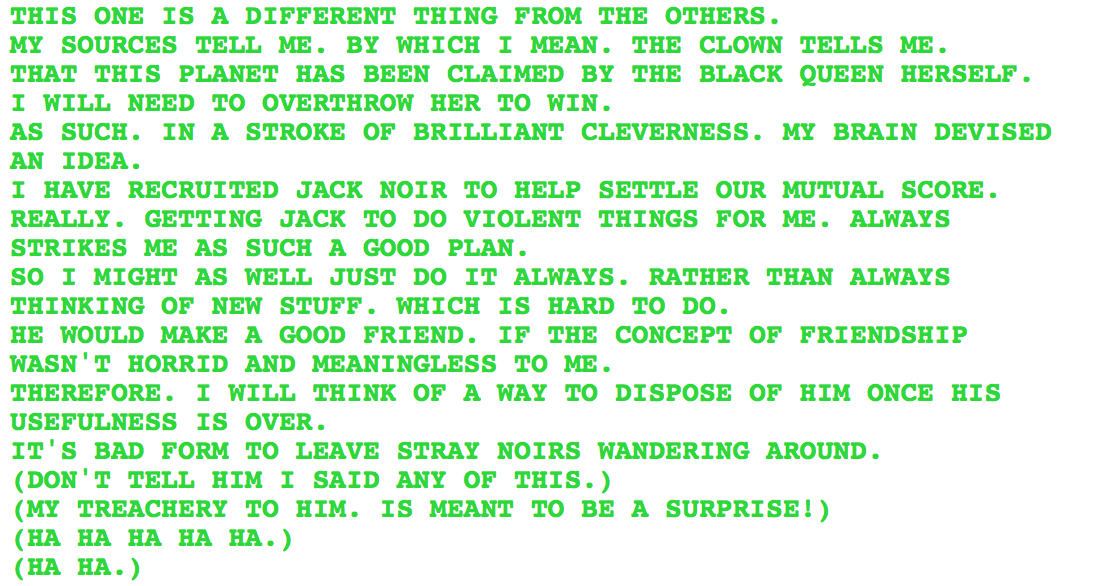 THIS ONE IS A DIFFERENT THING FROM THE OTHERS.
MY SOURCES TELL ME. BY WHICH I MEAN. THE CLOWN TELLS ME.
THAT THIS PLANET HAS BEEN CLAIMED BY THE BLACK QUEEN HERSELF.
I WILL NEED TO OVERTHROW HER TO WIN.
AS SUCH. IN A STROKE OF BRILLIANT CLEVERNESS. MY BRAIN DEVISED
AN IDEA.
I HAVE RECRUITED JACK NOIR TO HELP SETTLE OUR MUTUAL SCORE.
REALLY. GETTING JACK TO DO VIOLENT THINGS FOR ME. ALWAYS
STRIKES ME AS SUCH A GOOD PLAN.
SO I MIGHT AS WELL JUST DO IT ALWAYS. RATHER THAN ALWAYS
THINKING OF NEW STUFF. WHICH IS HARD TO DO.
HE WOULD MAKE A GOOD FRIEND. IF THE CONCEPT OF FRIENDSHIP
WASN'T HORRID AND MEANINGLESS TO ME.
THEREFORE. I WILL THINK OF A WAY TO DISPOSE OF HIM ONCE HIS
USEFULNESS IS OVER.
IT'S BAD FORM TO LEAVE STRAY NOIRS WANDERING AROUND.
(DON'T TELL HIM I SAID ANY OF THIS.)
(MY TREACHERY TO HIM. IS MEANT TO BE A SURPRISE!)
(HA HA HA HA HA.)
(HA HA.)